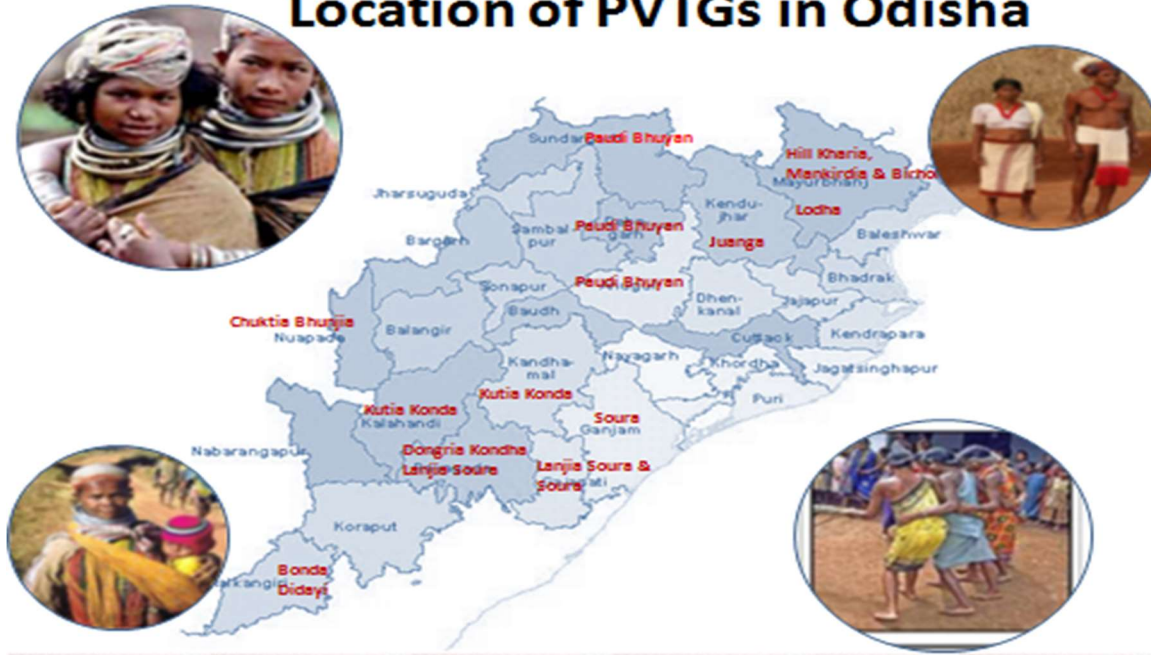 Location of PVTGs in Odisha
Paudi Bhuyan
Hill Kharia,
Mankirdia & Birho
Mayurbhanj
Jharsuguda
Kendu-
jhar
Lodha
Sambal
pur
Paudi Bhuyan
Bargarh
Juanga
Baleshwar
Bhadrak
Sonapur
Paudi Bhuyan
Dhen-
kanal
Jajapur
Baudh
Chuktia Bhunjia
Nuapada
Balangir
Cuttack
Kendrapara
Kandha-
mal
Nayagarh
Khordha
Jagatsinghapur
Kutia Konda
Puri
Kutia Konda
Kalahandi
Soura
Ganjam
Nabarangapur
Dongria Kondha
Lanjia Soura
Lanjia Soura &
Soura
Koraput
Bonda
Didayi